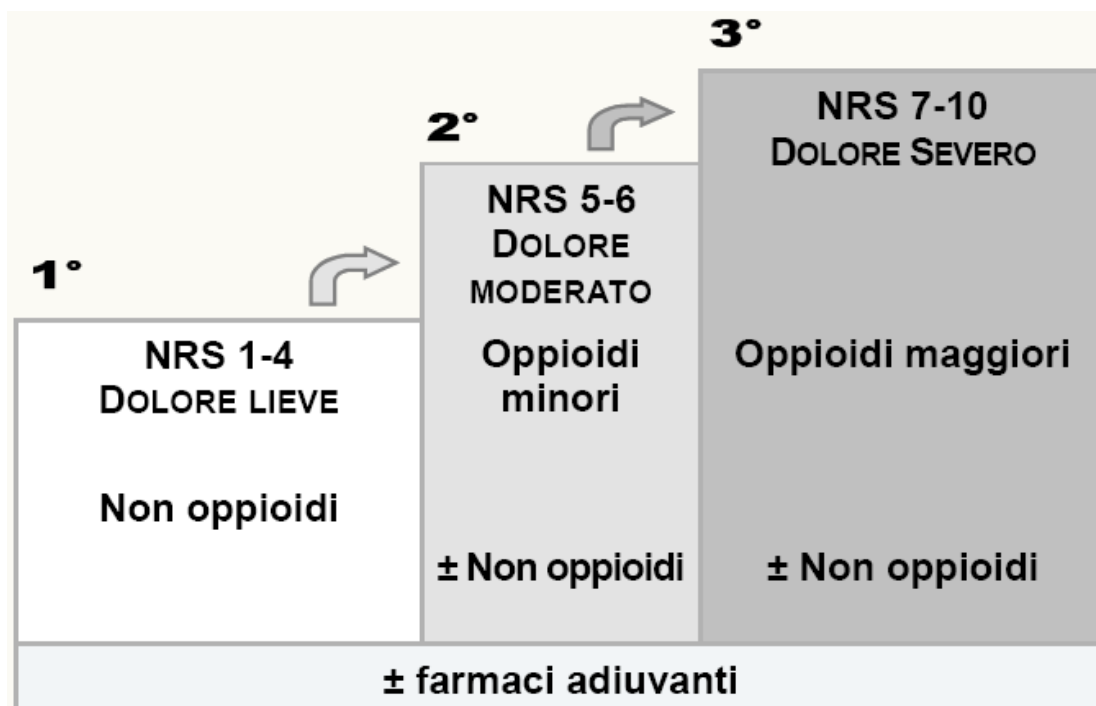 1°
NRS 1-4
DOLORE LIEVE
Non oppioidi
2°
NRS 5-6
DOLORE
MODERATO
Oppioidi
minori
± Non oppioidi
3°
NRS 7-10
DOLORE SEVERO
Oppioidi maggiori
± Non oppioidi
± farmaci adiuvanti